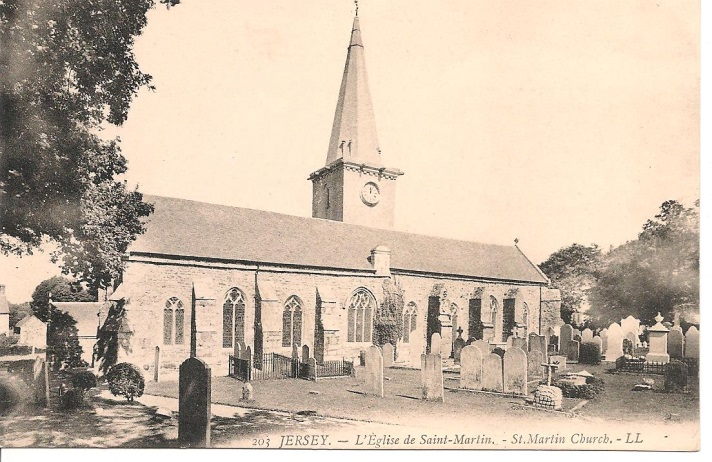 203 JERSEY. — L'Église de Saint-Martin. - St. Martin Church. - LL